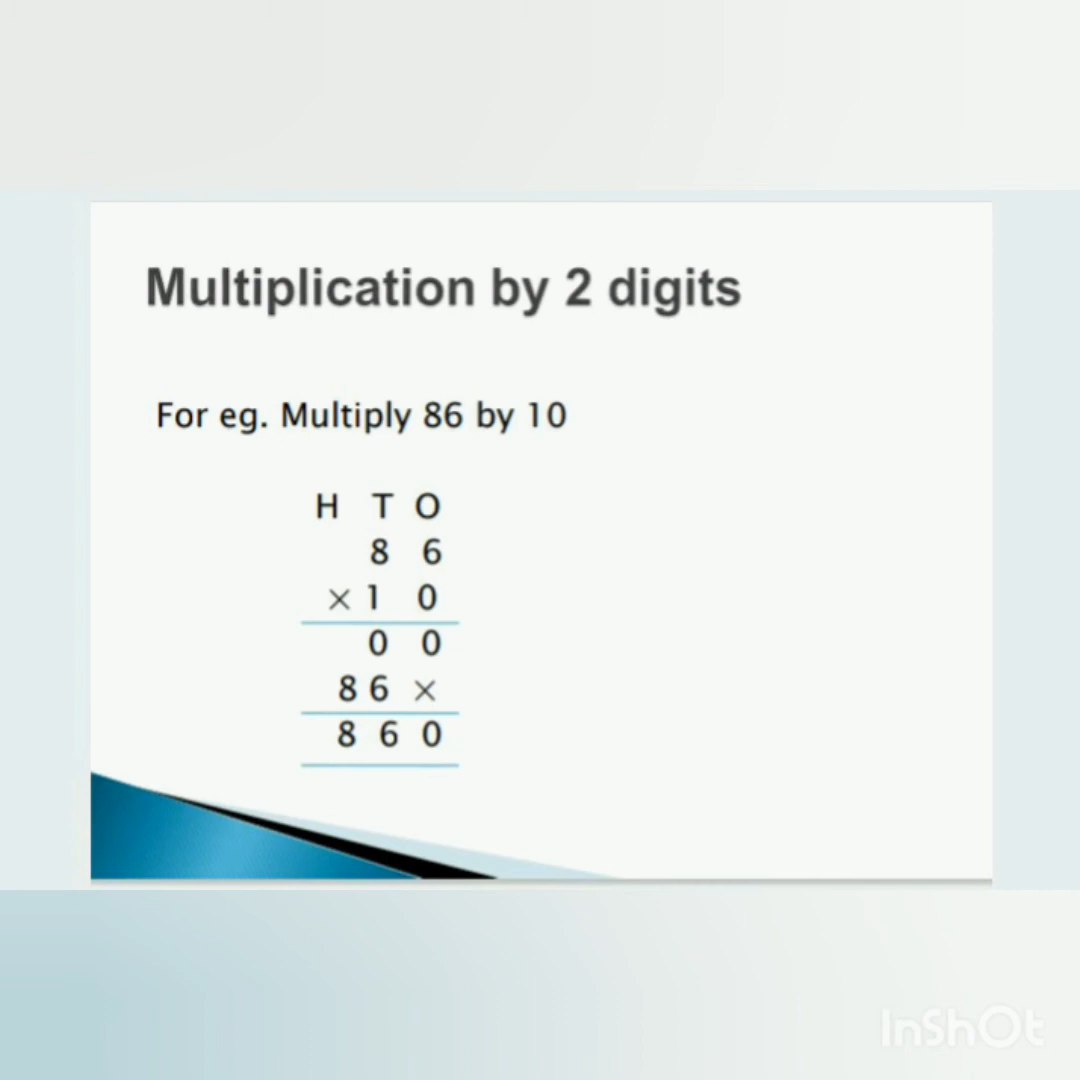 Multiplication by 2 digits
For eg. Multiply 86 by 10
H T O
8 6
× 1 0
0 0
8 6 ×
8 6 0
InShOt